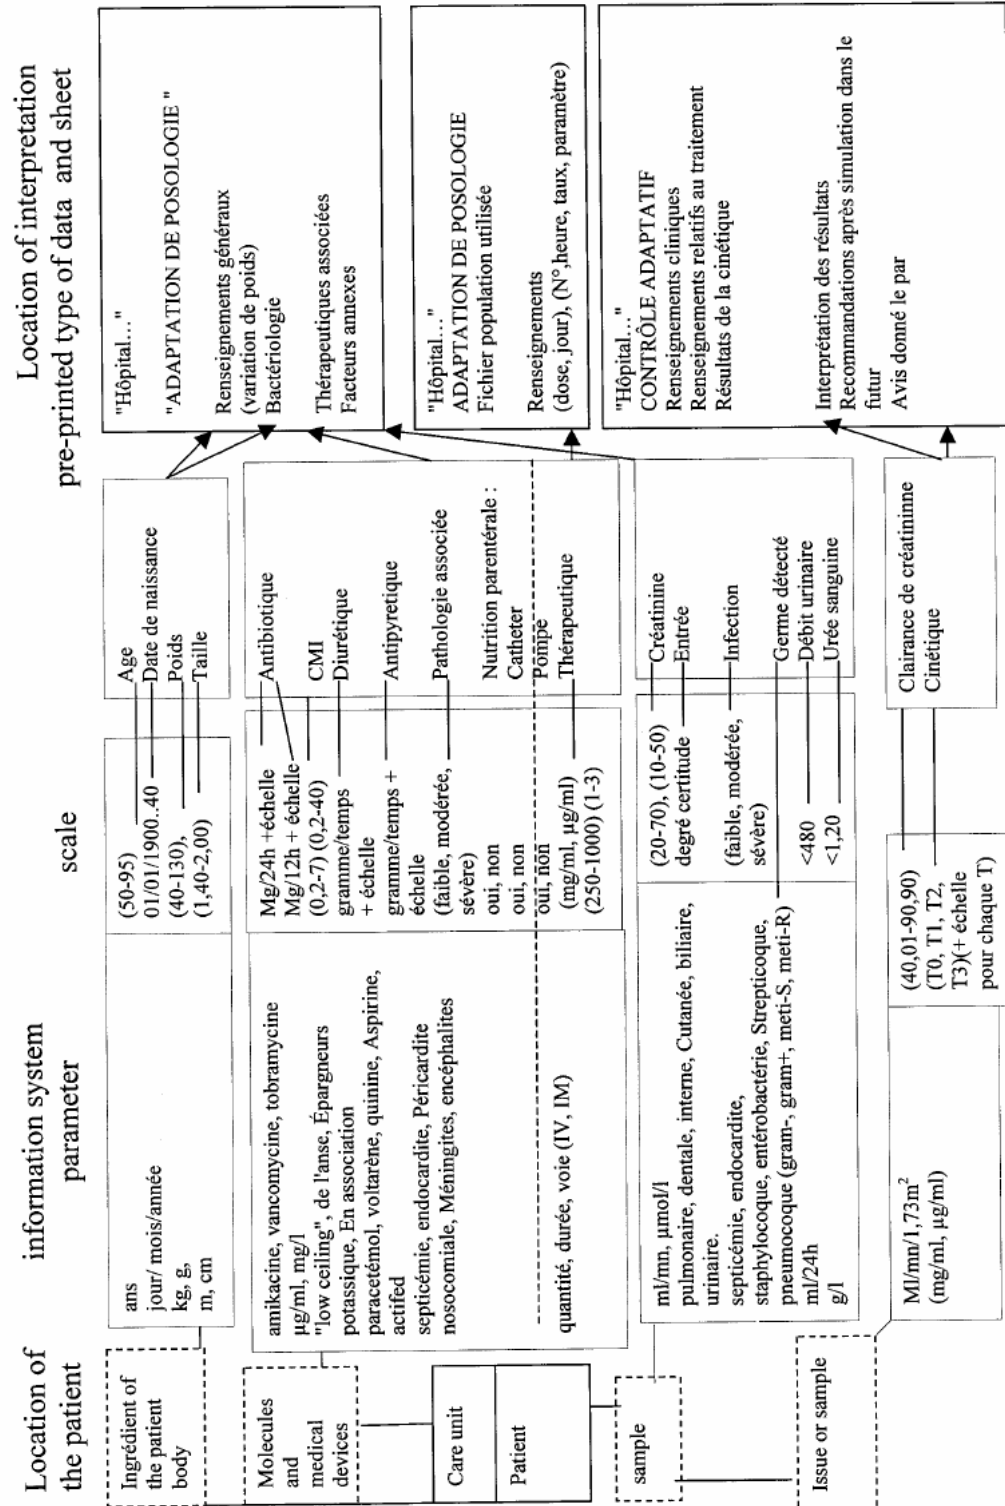 Location of
the patient
information system
parameter
scale
Location of interpretation
pre-printed type of data and sheet
Ingrédient of
the patient
body
Molecules
and
medical
devices
Care unit
Patient
sample
Issue or sample
ans
jour/ mois/année
kg, g,
m, cm
amikacine, vancomycine, tobramycine
µg/ml, mg/l
"low ceiling", de l'anse, Épargneurs
potassique, En association
paracetémol, voltarène, quinine, Aspirine,
actifed
septicémie, endocardite, Péricardite
nosocomiale, Méningites, encéphalites
quantité, durée, voie (IV, IM)
ml/mn, µmol/l
pulmonaire, dentale, interne, Cutanée, biliaire,
urinaire.
septicémie, endocardite,
staphylocoque, entérobactérie, Strepticoque,
pneumocoque (gram-, gram+, meti-S, meti-R)
ml/24h
g/l
Ml/mn/1,73m²
(mg/ml, µg/ml)
(50-95)
01/01/1900..40
(40-130),
(1,40-2,00)
Mg/24h +échelle
Mg/12h + échelle
(0,2-7) (0,2-40)
gramme/temps
+ échelle
gramme/temps +
échelle
(faible, modérée,
sévère)
oui, non
oui, non
oui, non
(mg/ml, µg/ml)
(250-1000) (1-3)
(20-70), (10-50)
degré certitude
(faible, modérée,
sévère)
<480
<1,20
(40,01-90,90)
(T0, T1, T2,
T3)(+ échelle
pour chaque T)
Age
Date de naissance
Poids
Taille
Antibiotique
CMI
Diurétique
Antipyretique
Pathologie associée
Nutrition parentérale :
Catheter
Pompe
Thérapeutique
Créatinine
Entrée
Infection
Germe détecté
Débit urinaire
Urée sanguine
Clairance de créatininne
Cinétique
"Hôpital..."
"ADAPTATION DE POSOLOGIE "
Renseignements généraux
(variation de poids)
Bactériologie
Thérapeutiques associées
Facteurs annexes
"Hôpital..."
ADAPTATION DE POSOLOGIE
Fichier population utilisée
Renseignements
(dose, jour), (N°,heure, taux, paramètre)
"Hôpital..."
CONTRÔLE ADAPTATIF
Renseignements cliniques
Renseignements relatifs au traitement
Résultats de la cinétique
Interprétation des résultats
Recommandations après simulation dans le
futur
Avis donné le par